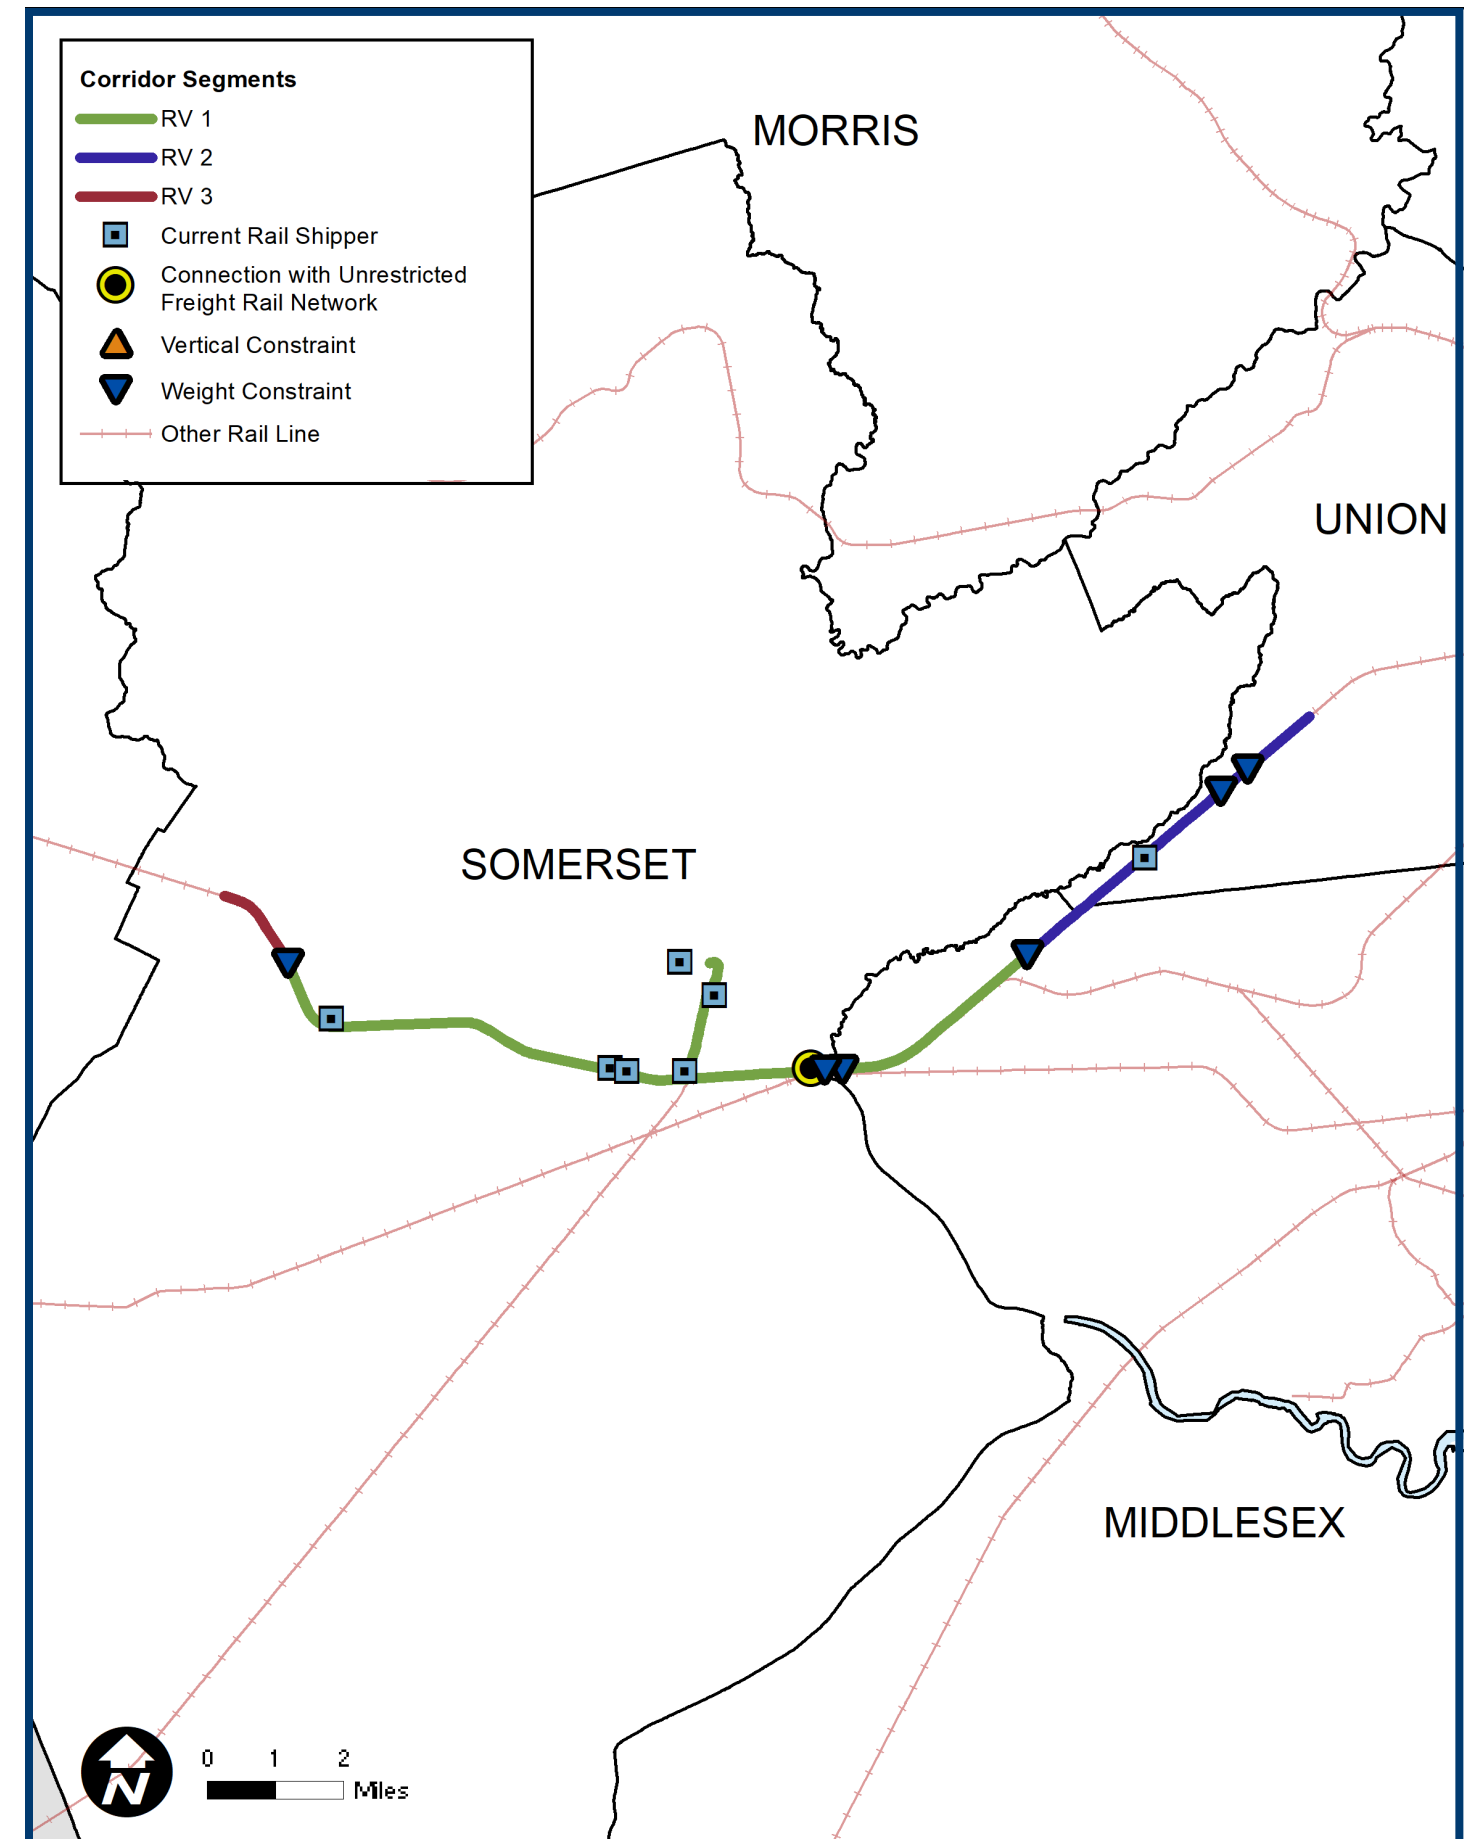 Corridor Segments
RV 1
RV 2
RV 3
Current Rail Shipper
Connection with Unrestricted
Freight Rail Network
Vertical Constraint
Weight Constraint
Other Rail Line
MORRIS
UNION
SOMERSET
MIDDLESEX
N
0 1 2
Miles